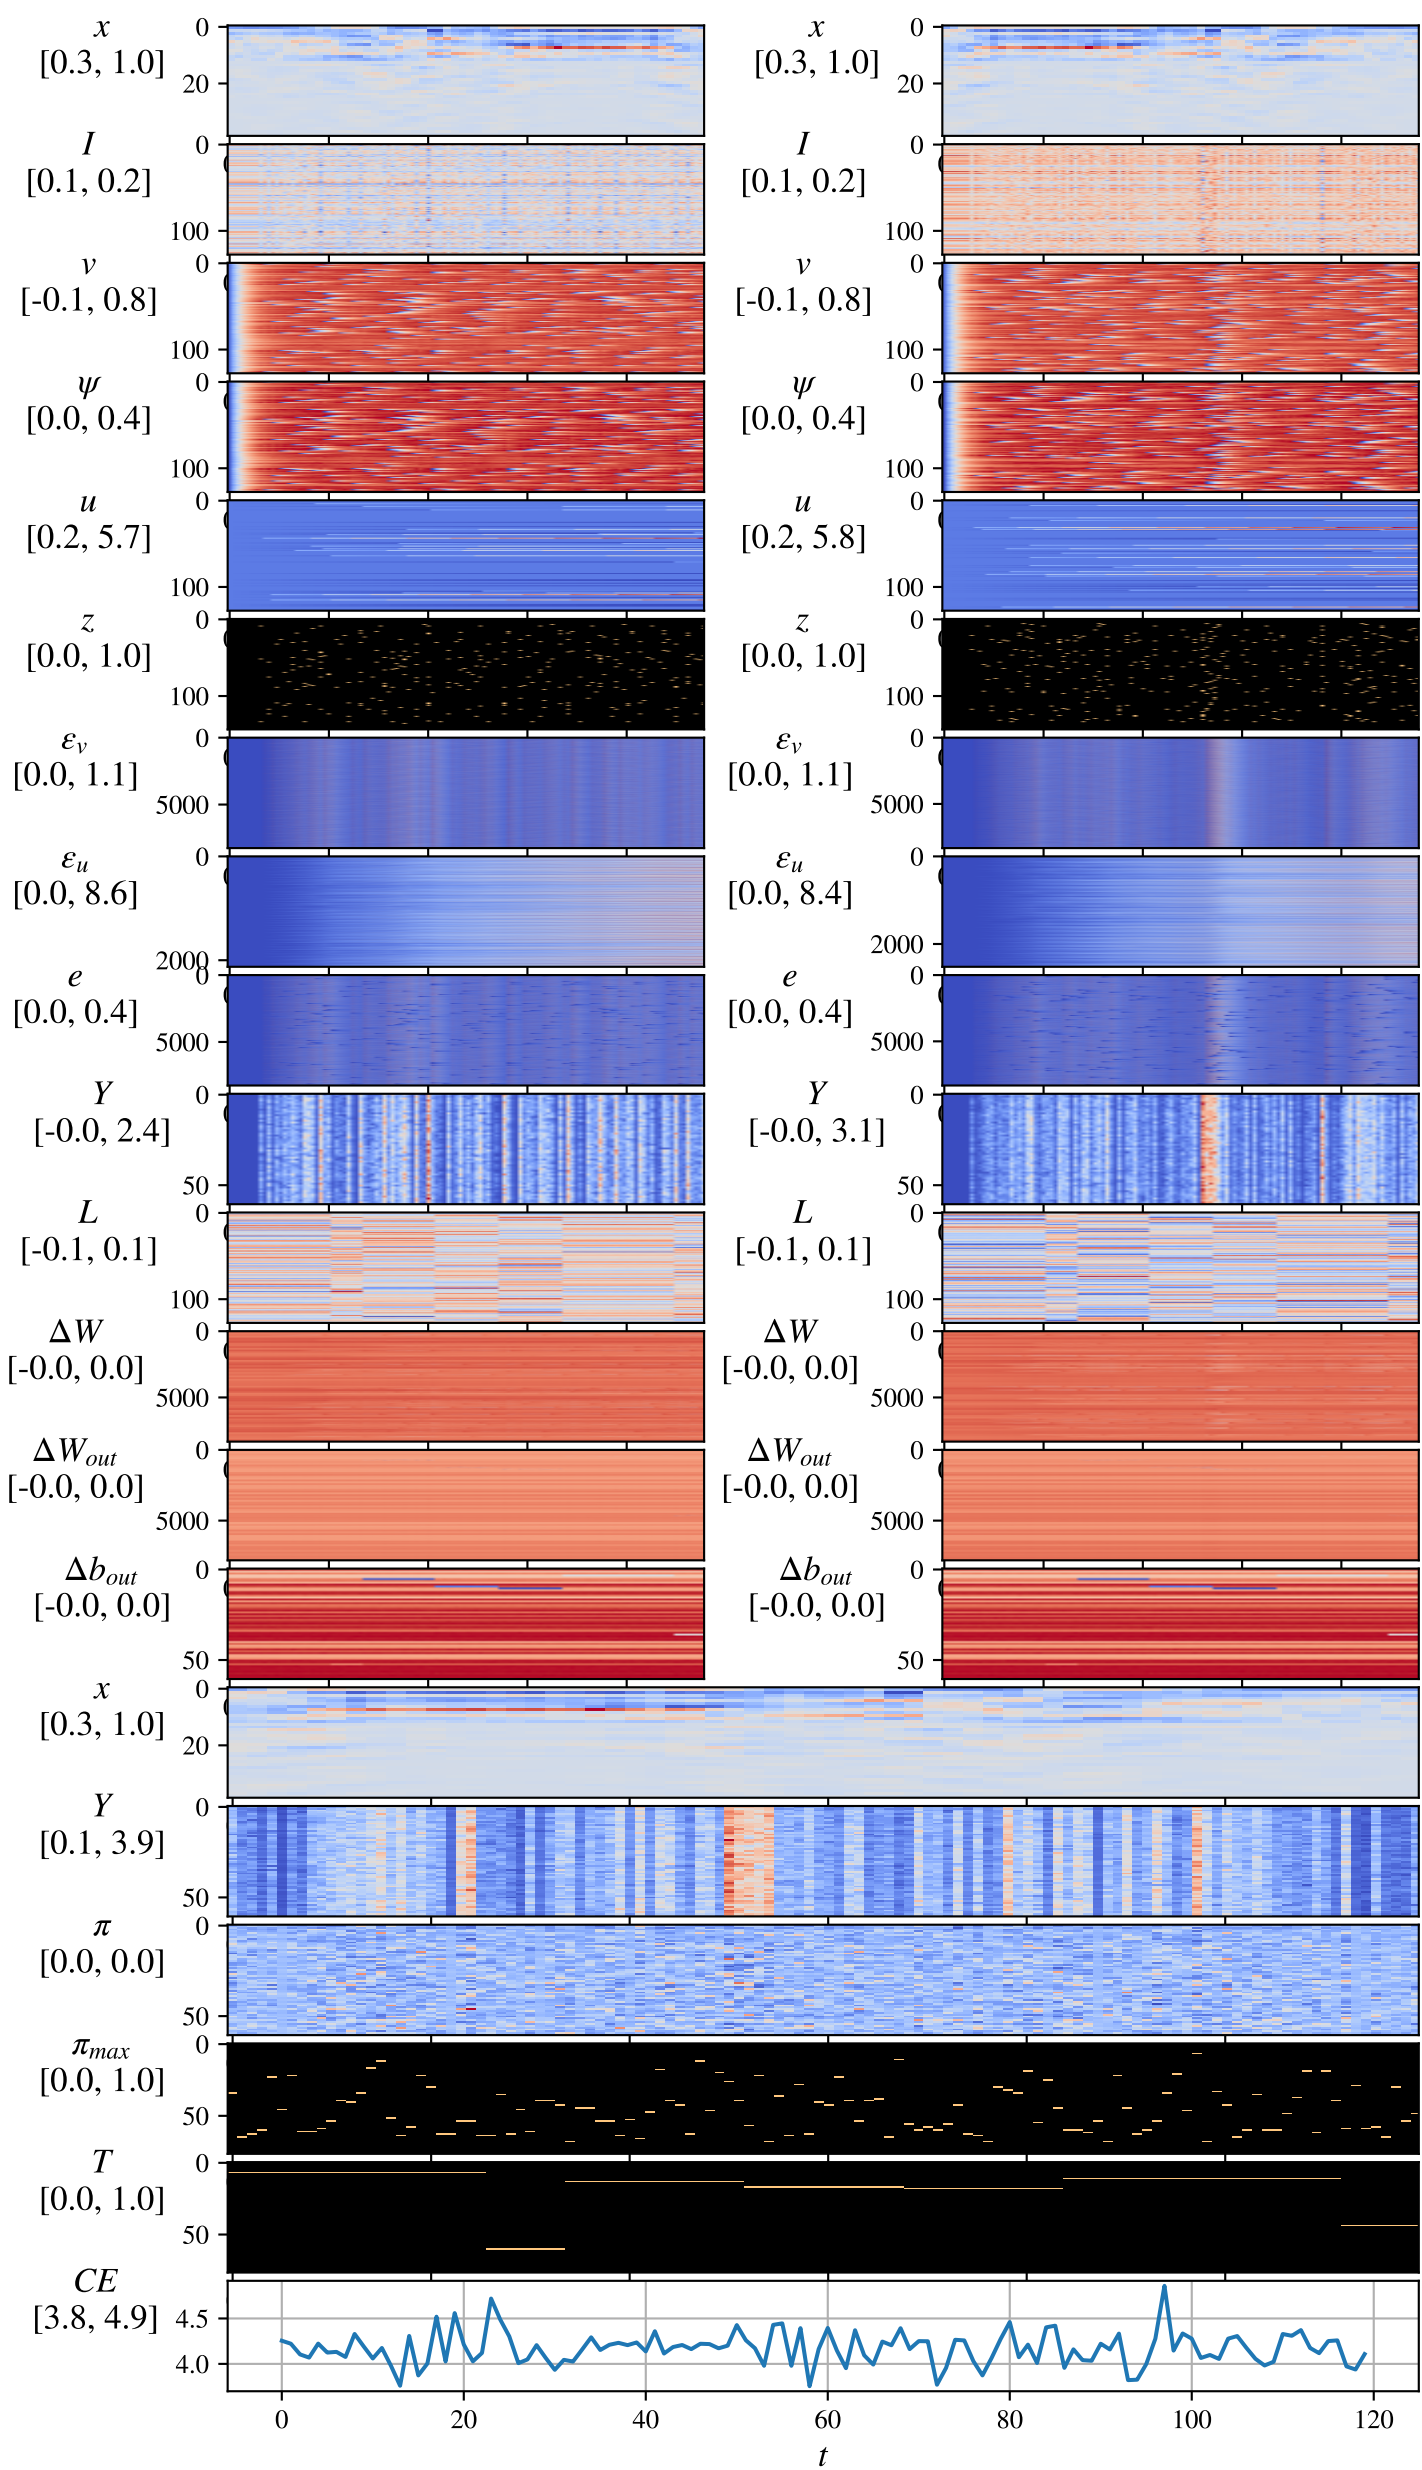 x x
[0.3, 1.0] 0 20 [0.3, 1.0] 0 20
I I
[0.1, 0.2] 0 100 [0.1, 0.2] 0 100
v v
[-0.1, 0.8] 0 100 [-0.1, 0.8] 0 100
ψ ψ
[0.0, 0.4] 0 100 [0.0, 0.4] 0 100
u u
[0.2, 5.7] 0 100 [0.2, 5.8] 0 100
z z
[0.0, 1.0] 0 100 [0.0, 1.0] 0 100
ε_v ε_v
[0.0, 1.1] 0 5000 [0.0, 1.1] 0 5000
ε_u ε_u
[0.0, 8.6] 0 2000 [0.0, 8.4] 0 2000
e e
[0.0, 0.4] 0 5000 [0.0, 0.4] 0 5000
Y Y
[-0.0, 2.4] 0 50 [-0.0, 3.1] 0 50
L L
[-0.1, 0.1] 0 100 [-0.1, 0.1] 0 100
ΔW ΔW
[-0.0, 0.0] 0 5000 [-0.0, 0.0] 0 5000
ΔW_out ΔW_out
[-0.0, 0.0] 0 5000 [-0.0, 0.0] 0 5000
Δb_out Δb_out
[-0.0, 0.0] 0 50 [-0.0, 0.0] 0 50
x
[0.3, 1.0] 0 20
Y
[0.1, 3.9] 0 50
π
[0.0, 0.0] 0 50
π_max
[0.0, 1.0] 0 50
T
[0.0, 1.0] 0 50
CE
[3.8, 4.9] 4.5 4.0
0 20 40 60 80 100 120
t